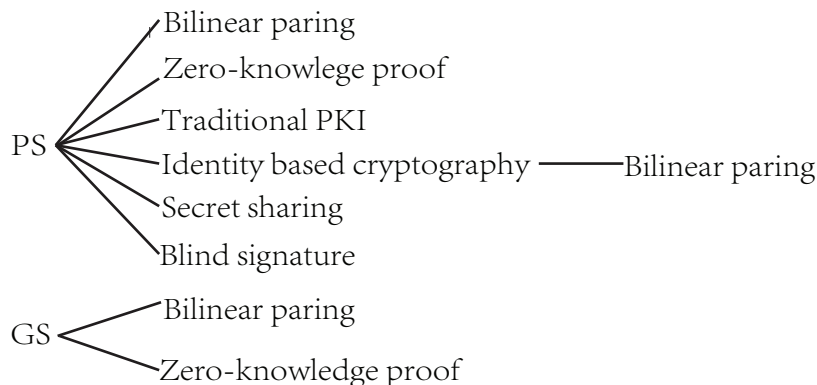 Bilinear paring
Zero-knowlege proof
Traditional PKI
PS
Identity based cryptography
Bilinear paring
Secret sharing
Blind signature
Bilinear paring
GS
Zero-knowledge proof